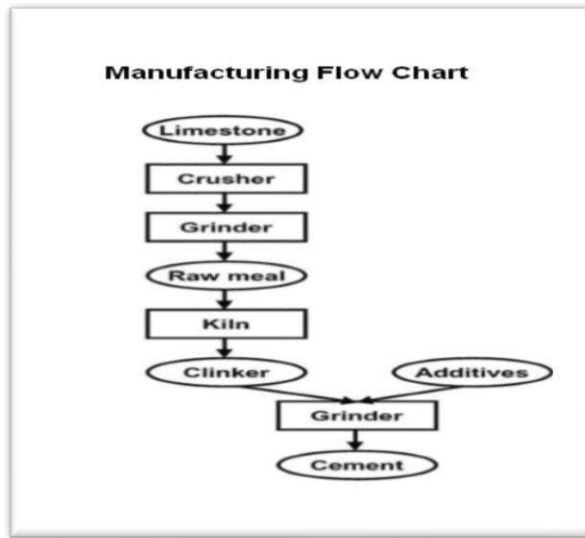 Manufacturing Flow Chart
Limestone
Crusher
Grinder
Raw meal
Kiln
Clinker
Additives
Grinder
Cement